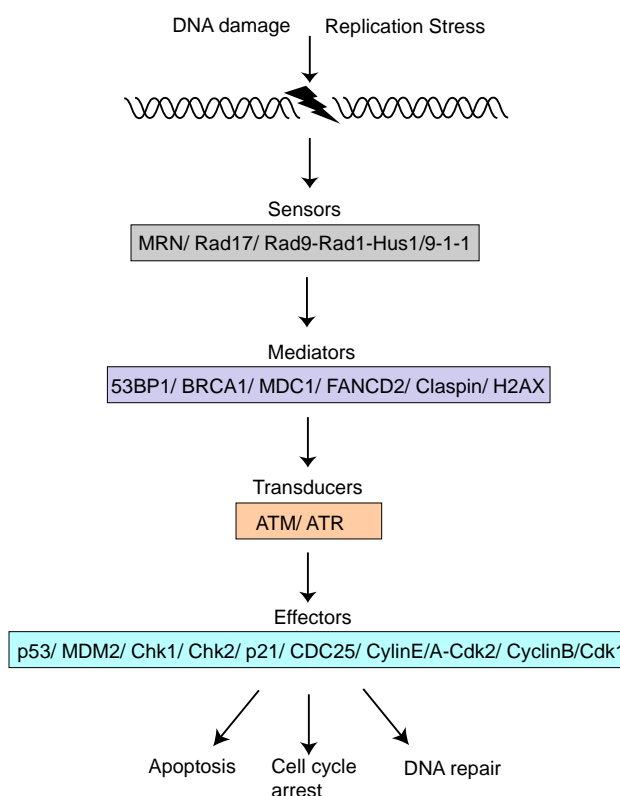 DNA damage Replication Stress
Sensors
MRN/ Rad17/ Rad9-Rad1-Hus1/9-1-1
Mediators
53BP1/ BRCA1/ MDC1/ FANCD2/ Claspin/ H2AX
Transducers
ATM/ ATR
Effectors
p53/ MDM2/ Chk1/ Chk2/ p21/ CDC25/ CylinE/A-Cdk2/ CyclinB/Cdk1
Apoptosis
Cell cycle
arrest
DNA repair